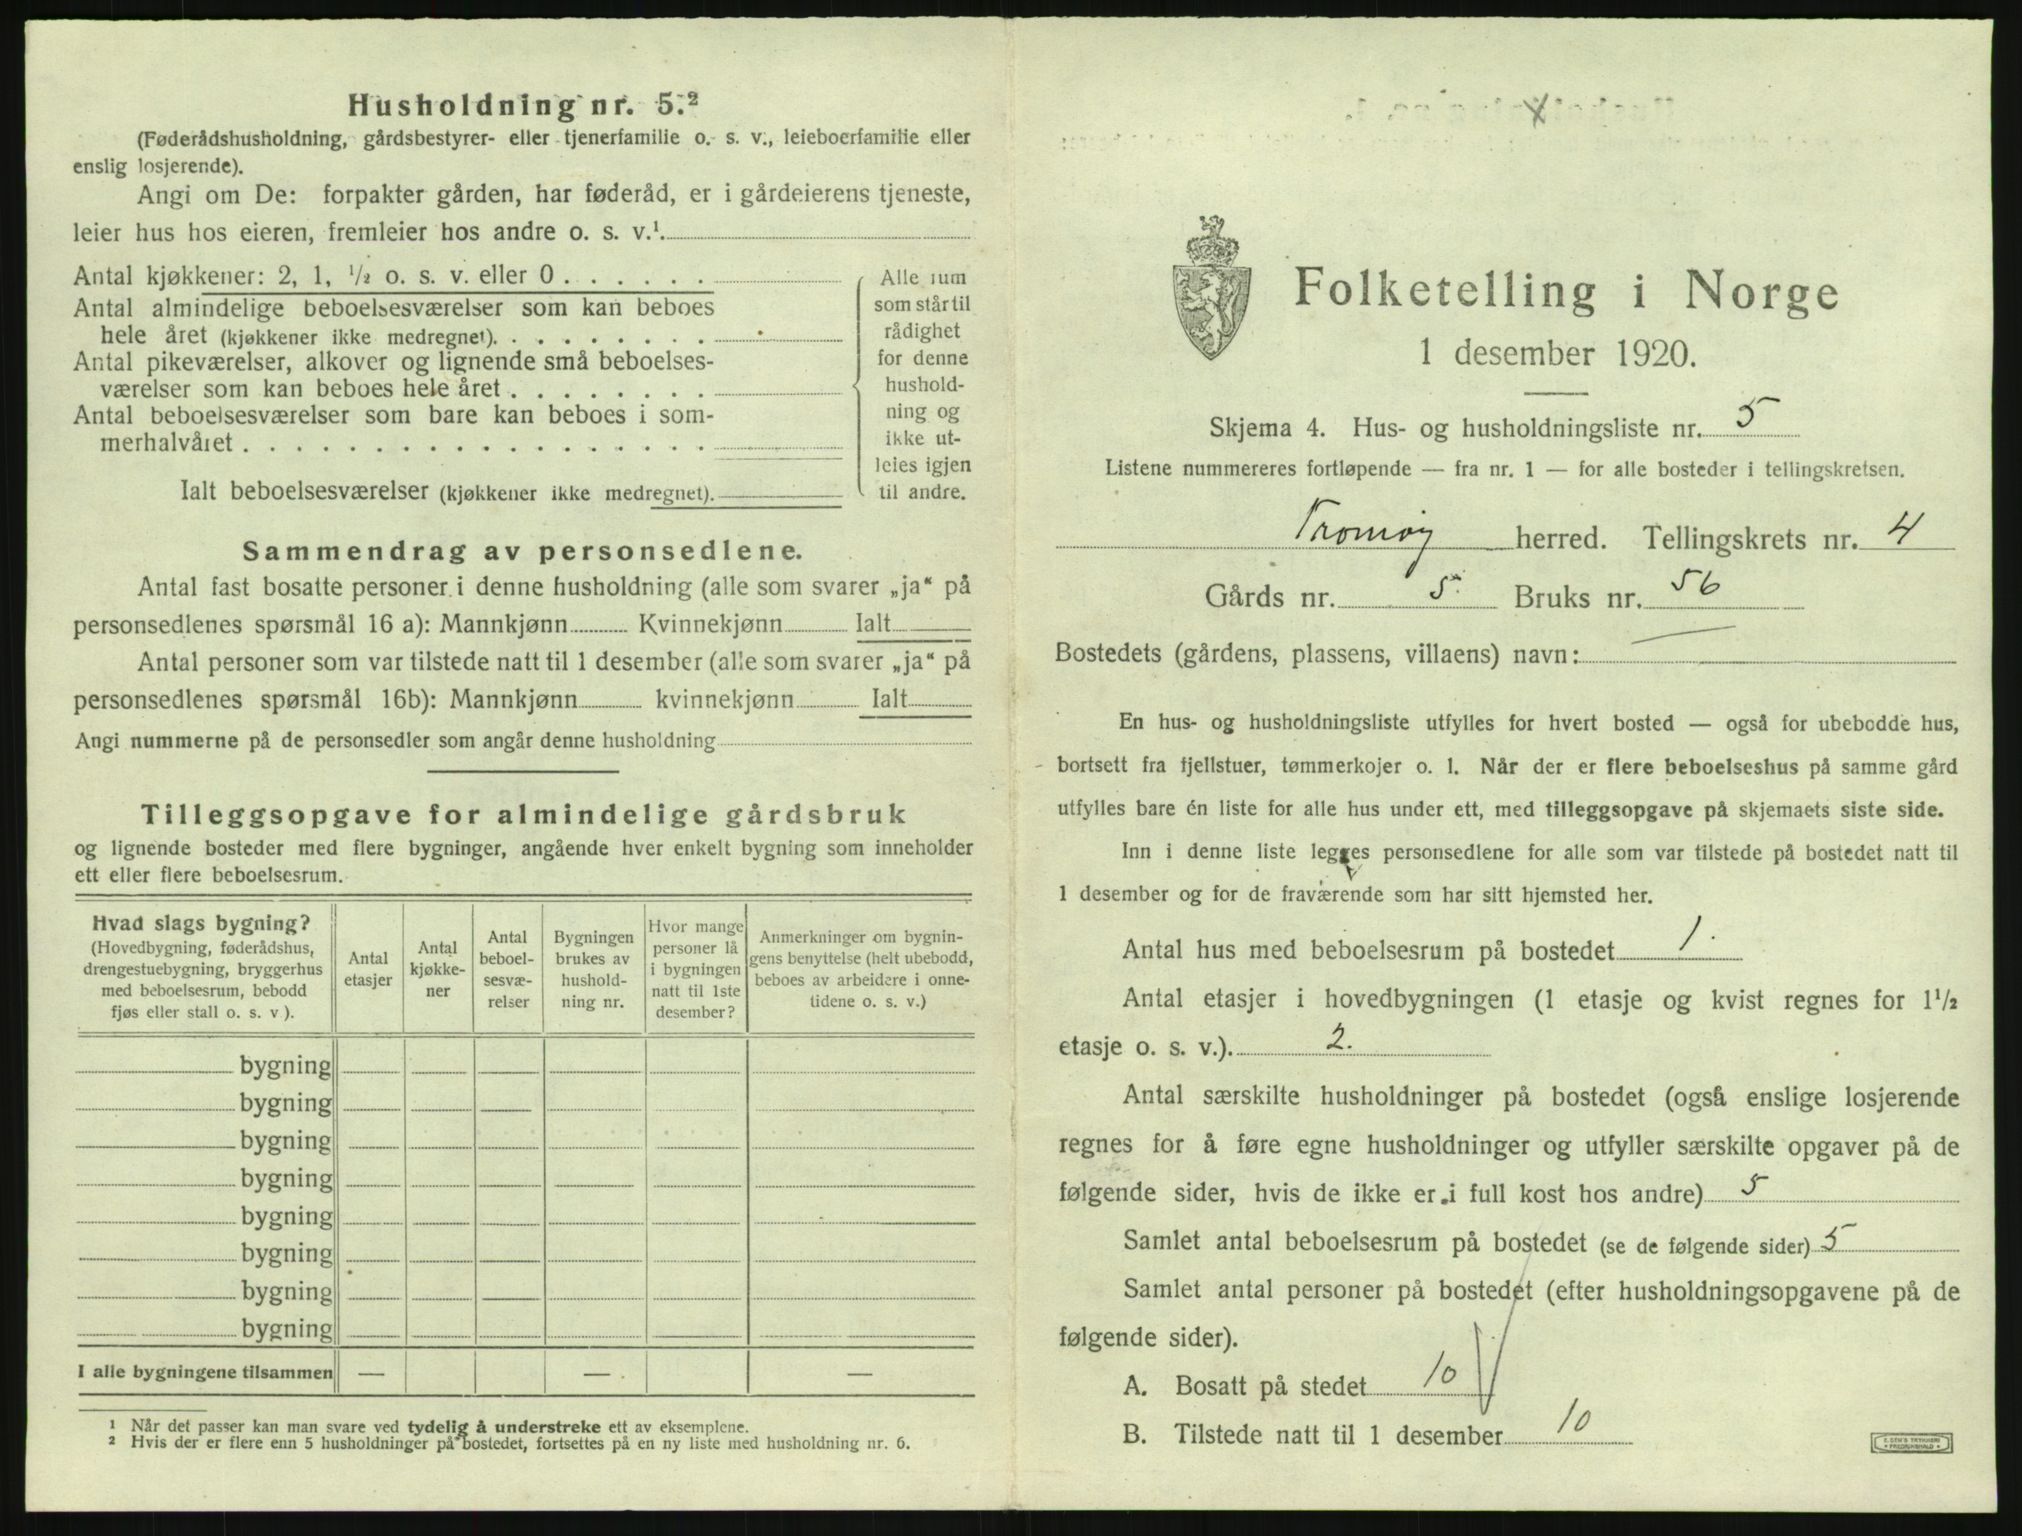 Husholdning nr. 5.²
(Føderådshusholdning, gårdsbestyrer- eller tjenerfamilie o. s. v., leieboerfamilie eller
enslig losjerende).
Angi om De: forpakter gården, har føderåd, er i gårdeierens tjeneste,
leier hus hos eieren, fremleier hos andre o. s. v.¹.
Antal kjøkkener: 2, 1, ½ o. s. v. eller 0 . . . . . .
Antal almindelige beboelsesværelser som kan beboes
hele året (kjøkkener ikke medregnet). . . . . . . . .
Antal pikeværelser, alkover og lignende små beboelses-
værelser som kan beboes hele året . . . . . . . .
Antal beboelsesværelser som bare kan beboes i som-
merhalvåret . . . . . . . . . . . . . . . . . .
Ialt beboelsesværelser (kjøkkener ikke medregnet).
Alle rum
som står til
rådighet
for denne
hushold-
ning og
ikke ut-
leies igjen
til andre.
Sammendrag av personsedlene.
Antal fast bosatte personer i denne husholdning (alle som svarer „ja“ på
personsedlenes spørsmål 16 a): Mannkjønn Kvinnekjønn Ialt
Antal personer som var tilstede natt til 1 desember (alle som svarer „ja“ på
personsedlenes spørsmål 16b): Mannkjønn kvinnekjønn Ialt
Angi nummerne på de personsedler som angår denne husholdning
Tilleggsopgave for almindelige gårdsbruk
og lignende bosteder med flere bygninger, angående hver enkelt bygning som inneholder
ett eller flere beboelsesrum.
Hvad slags bygning?
(Hovedbygning, føderådshus,
drengestuebygning, bryggerhus
med beboelsesrum, bebodd
fjøs eller stall o. s. v ).
Antal
etasjer
Antal
kjøkke-
ner
Antal
beboel-
sesvæ-
relser
Bygningen
brukes av
hushold-
ning nr.
Hvor mange
personer lå
i bygningen
natt til 1ste
desember?
Anmerkninger om bygnin-
gens benyttelse (helt ubebodd,
beboes av arbeidere i onne-
tidene o. s. v.)
bygning
bygning
bygning
bygning
bygning
bygning
bygning
bygning
I alle bygningene tilsammen — — —
¹ Når det passer kan man svare ved tydelig å understreke ett av eksemplene.
² Hvis der er flere enn 5 husholdninger på bostedet, fortsettes på en ny liste med husholdning nr. 6.
Folketelling i Norge
1 desember 1920.
Skjema 4. Hus- og husholdningsliste nr. 5
Listene nummereres fortløpende — fra nr. 1 — for alle bosteder i tellingskretsen.
Tromøy herred. Tellingskrets nr. 4
Gårds nr. 5. Bruks nr. 56
Bostedets (gårdens, plassens, villaens) navn: —
En hus- og husholdningsliste utfylles for hvert bosted — også for ubebodde hus,
bortsett fra fjellstuer, tømmerkojer o. l. Når der er flere beboelseshus på samme gård
utfylles bare én liste for alle hus under ett, med tilleggsopgave på skjemaets siste side.
Inn i denne liste legges personsedlene for alle som var tilstede på bostedet natt til
1 desember og for de fraværende som har sitt hjemsted her.
Antal hus med beboelsesrum på bostedet 1.
Antal etasjer i hovedbygningen (1 etasje og kvist regnes for 1½
etasje o. s. v.). 2.
Antal særskilte husholdninger på bostedet (også enslige losjerende
regnes for å føre egne husholdninger og utfyller særskilte opgaver på de
følgende sider, hvis de ikke er i full kost hos andre) 5
Samlet antal beboelsesrum på bostedet (se de følgende sider) 5
Samlet antal personer på bostedet (efter husholdningsopgavene på de
følgende sider).
A. Bosatt på stedet 10
B. Tilstede natt til 1 desember 10